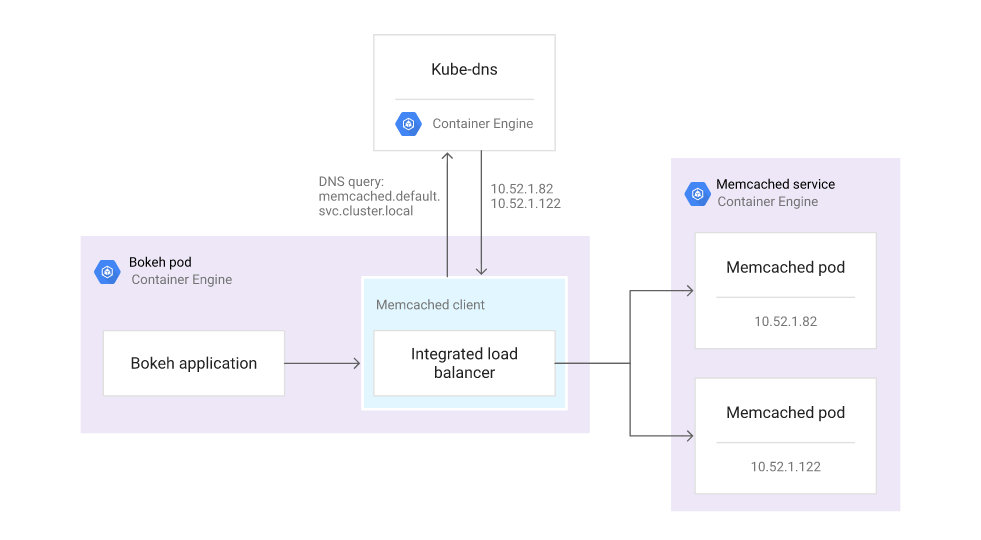 Kube-dns
Container Engine
DNS query:
memcached.default.
svc.cluster.local
10.52.1.82
10.52.1.122
Bokeh pod
Container Engine
Bokeh application
Memcached client
Integrated load
balancer
Memcached service
Container Engine
Memcached pod
10.52.1.82
Memcached pod
10.52.1.122